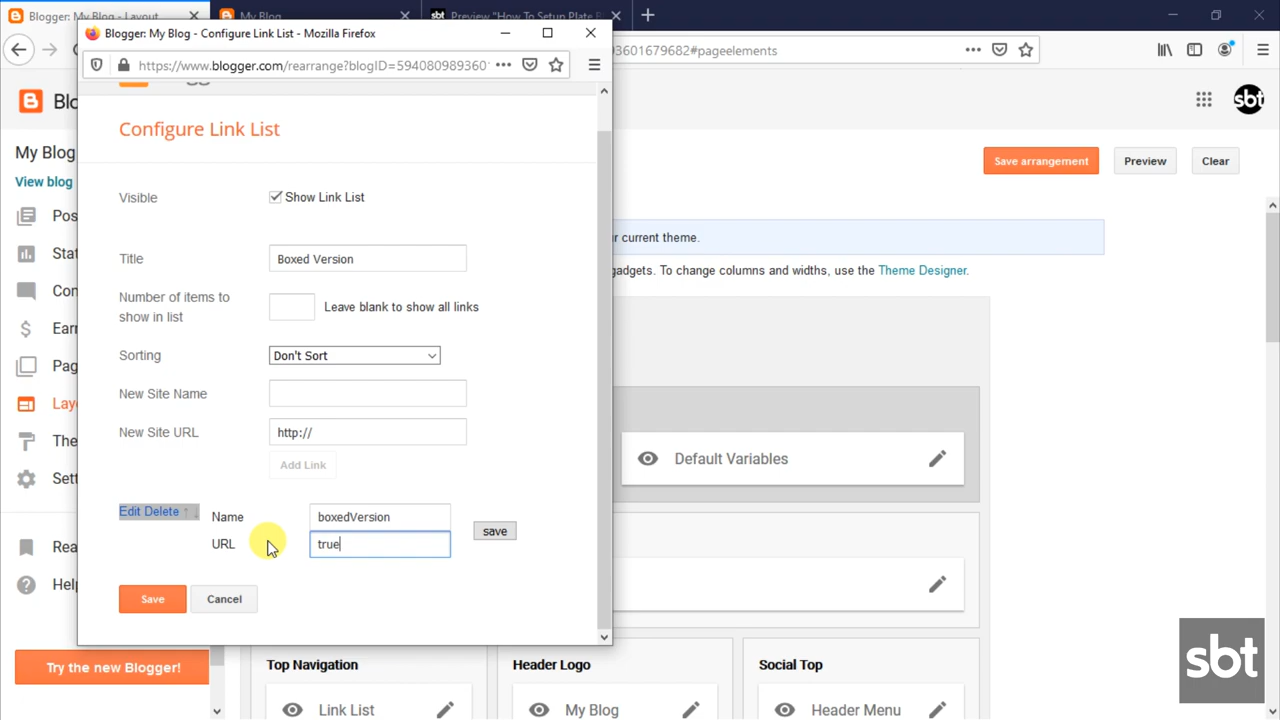 Blogger: My Blog - Layout
My Blog
sbt Preview "How To Setup Plate B
Blogger: My Blog - Configure Link List - Mozilla Firefox
https://www.blogger.com/rearrange?blogID=594080989360
93601679682#pageelements
Blo
sbt
Configure Link List
My Blog
Save arrangement
Preview
Clear
View blog
Visible
Show Link List
Pos
Stat
r current theme.
Title
Boxed Version
gadgets. To change columns and widths, use the Theme Designer.
Com
Number of items to
show in list
Leave blank to show all links
Earn
Sorting
Don't Sort
Pag
New Site Name
Layo
New Site URL
http://
The
Default Variables
Add Link
Sett
Edit Delete ↑ ↓
Name
boxedVersion
save
URL
true
Rea
Help
Save
Cancel
Try the new Blogger!
Top Navigation
Header Logo
Social Top
Link List
My Blog
Header Menu
sbt